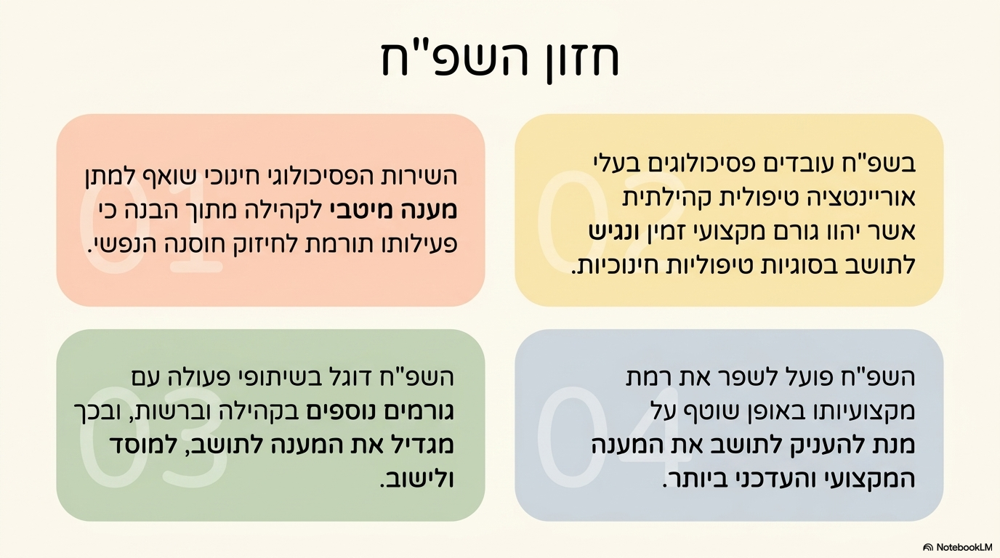 חזון השפ"ח
01
השירות הפסיכולוגי חינוכי שואף למתן
מענה מיטבי לקהילה מתוך הבנה כי
פעילותו תורמת לחיזוק חוסנה הנפשי.
02
בשפ"ח עובדים פסיכולוגים בעלי
אוריינטציה טיפולית קהילתית
אשר יהוו גורם מקצועי זמין ונגיש
לתושב בסוגיות טיפוליות חינוכיות.
03
השפ"ח דוגל בשיתופי פעולה עם
גורמים נוספים בקהילה וברשות, ובכך
מגדיל את המענה לתושב, למוסד
ולישוב.
04
השפ"ח פועל לשפר את רמת
מקצועיותו באופן שוטף על
מנת להעניק לתושב את המענה
המקצועי והעדכני ביותר.
NotebookLM